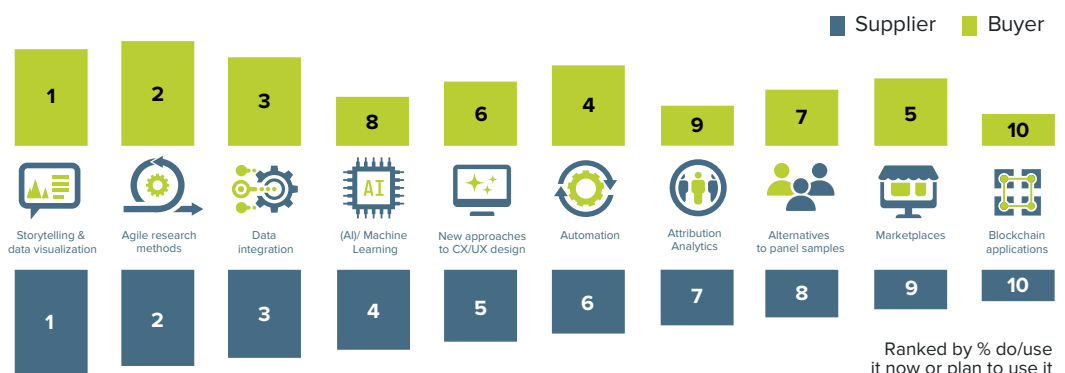 Supplier Buyer
1 2 3 8 6 4 9 7 5 10
AI
Storytelling &
data visualization
Agile research
methods
Data
integration
(AI)/ Machine
Learning
New approaches
to CX/UX design
Automation
Attribution
Analytics
Alternatives
to panel samples
Marketplaces
Blockchain
applications
1 2 3 4 5 6 7 8 9 10
Ranked by % do/use
it now or plan to use it